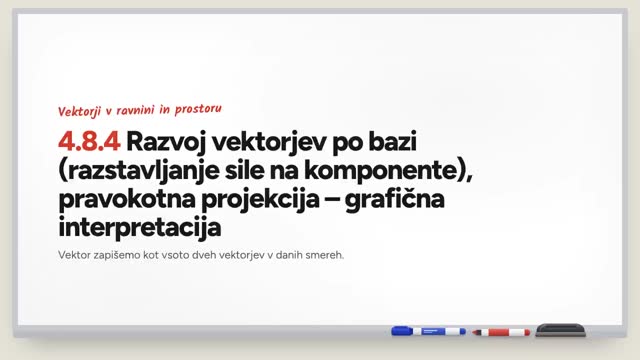 Vektorji v ravnini in prostoru
4.8.4 Razvoj vektorjev po bazi
(razstavljanje sile na komponente),
pravokotna projekcija – grafična
interpretacija
Vektor zapišemo kot vsoto dveh vektorjev v danih smereh.